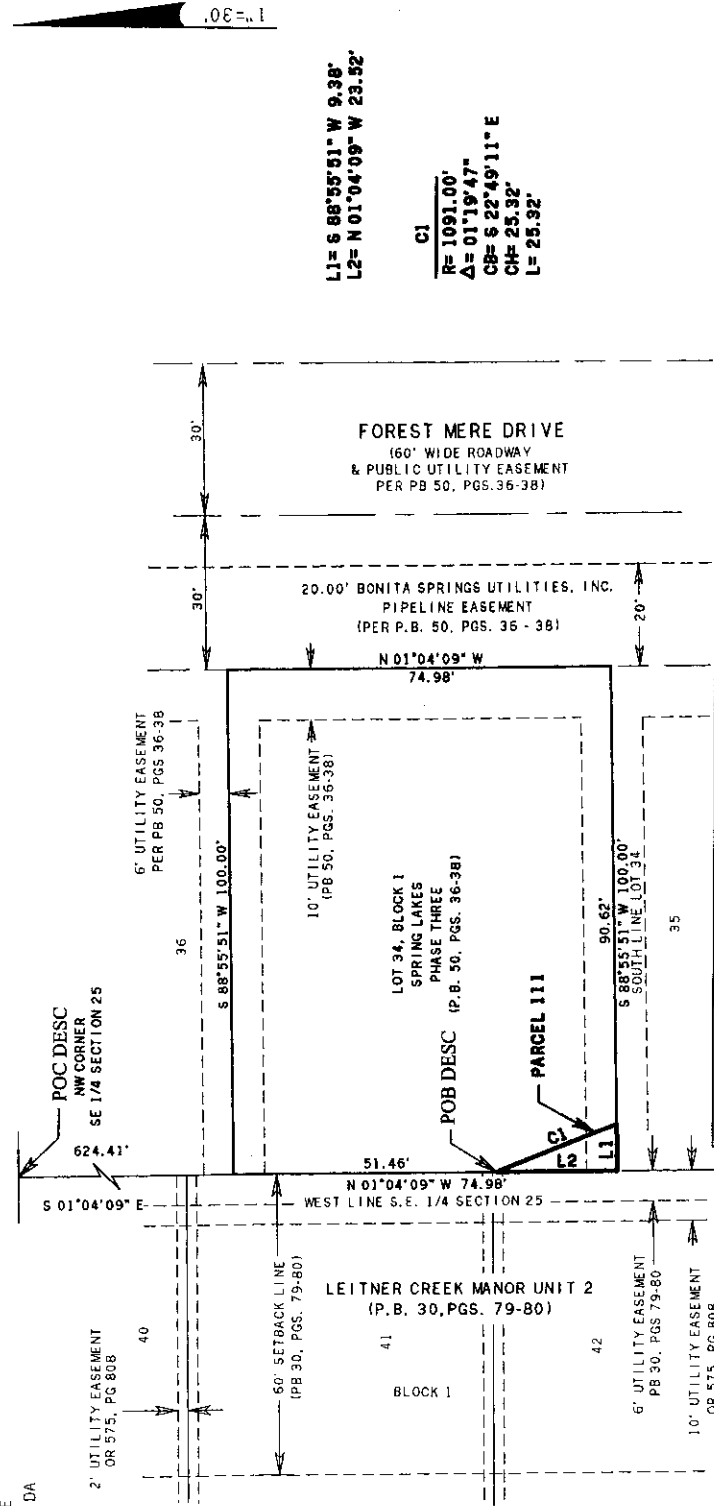 1"=30'
L1= S 88°55'51" W 9.38'
L2= N 01°04'09" W 23.52'
C1
R= 1091.00'
Δ= 01°19'47"
CB= S 22°49'11" E
CH= 25.32'
L= 25.32'
30'
FOREST MERE DRIVE
(60' WIDE ROADWAY
& PUBLIC UTILITY EASEMENT
PER PB 50, PGS.36-38)
30'
20.00' BONITA SPRINGS UTILITIES, INC.
PIPELINE EASEMENT
(PER P.B. 50, PGS. 36 - 38)
20'
N 01°04'09" W
74.98'
6' UTILITY EASEMENT
PER PB 50, PGS 36-38
10' UTILITY EASEMENT
(PB 50, PGS. 36-38)
36
S 88°55'51" W 100.00'
LOT 34, BLOCK 1
SPRING LAKES
PHASE THREE
(P.B. 50, PGS. 36-38)
90.62'
S 88°55'51" W 100.00'
SOUTH LINE LOT 34
35
POC DESC
NW CORNER
SE 1/4 SECTION 25
POB DESC
PARCEL 111
C1
L2
L1
624.41'
51.46'
S 01°04'09" E
N 01°04'09" W 74.98'
WEST LINE S.E. 1/4 SECTION 25
LEITNER CREEK MANOR UNIT 2
(P.B. 30, PGS. 79-80)
40
2' UTILITY EASEMENT
OR 575, PG 808
60' SETBACK LINE
(PB 30, PGS. 79-80)
41
BLOCK 1
42
6' UTILITY EASEMENT
PB 30, PGS 79-80
10' UTILITY EASEMENT
OR 575, PG 808
E
DA